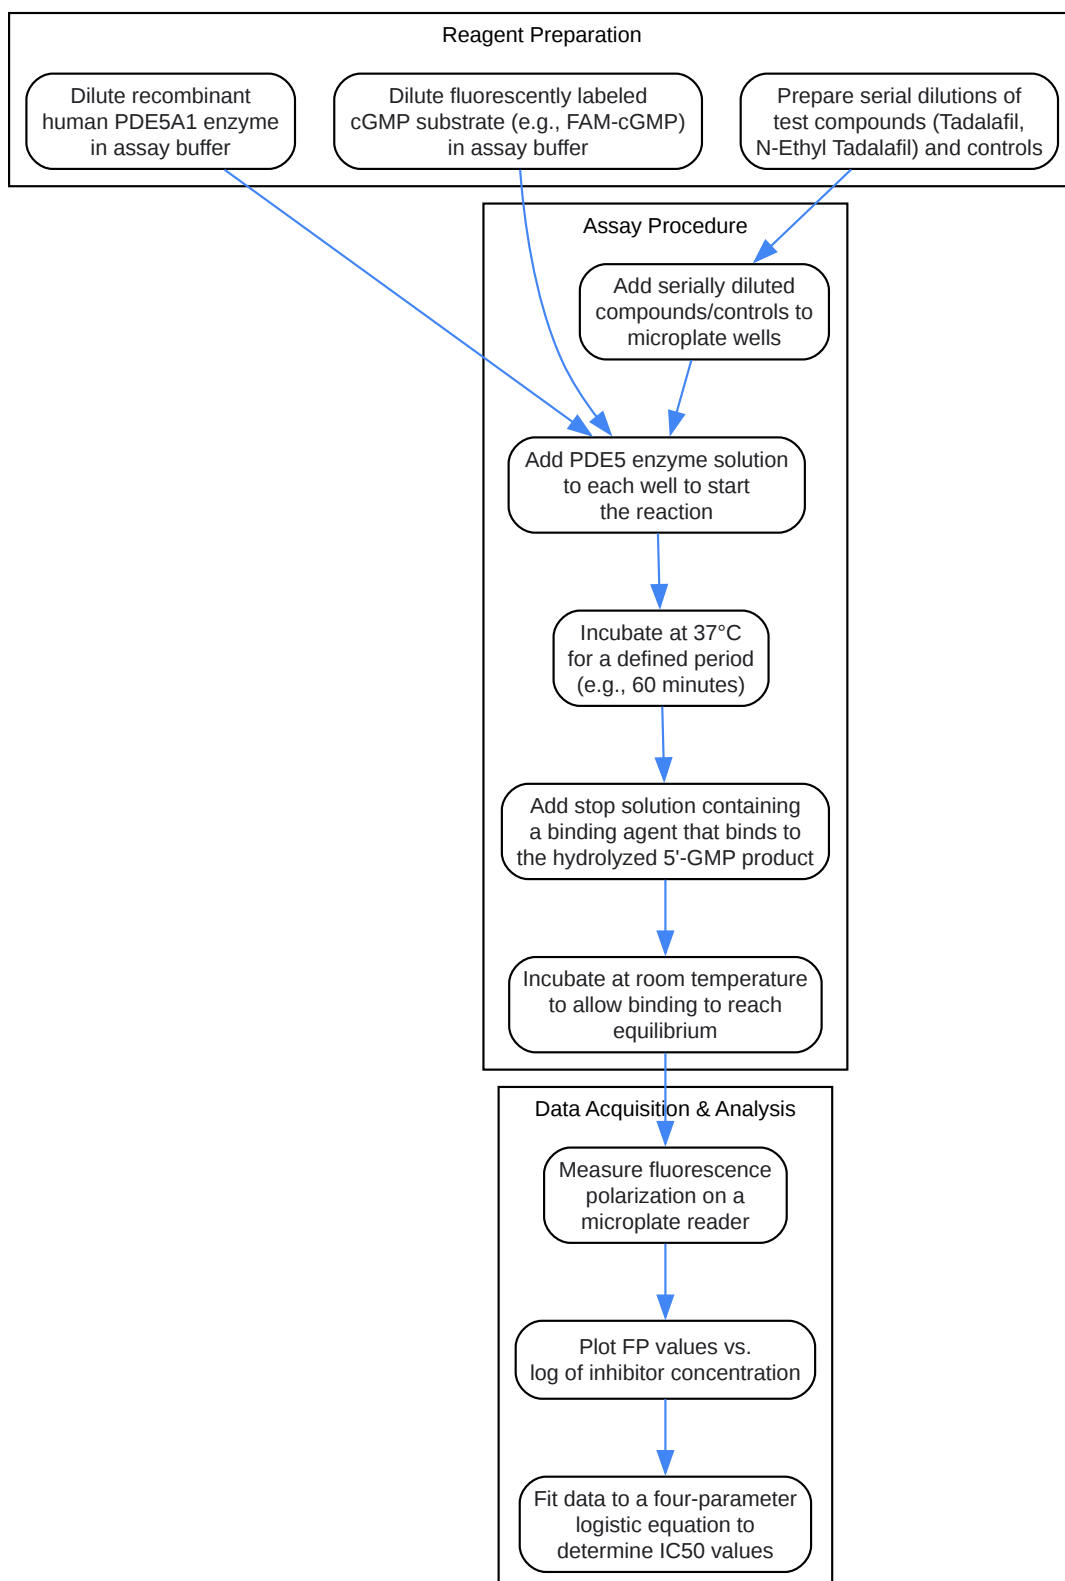 Reagent Preparation
Dilute recombinant
human PDE5A1 enzyme
in assay buffer
Dilute fluorescently labeled
cGMP substrate (e.g., FAM-cGMP)
in assay buffer
Prepare serial dilutions of
test compounds (Tadalafil,
N-Ethyl Tadalafil) and controls
Assay Procedure
Add serially diluted
compounds/controls to
microplate wells
Add PDE5 enzyme solution
to each well to start
the reaction
Incubate at 37°C
for a defined period
(e.g., 60 minutes)
Add stop solution containing
a binding agent that binds to
the hydrolyzed 5'-GMP product
Incubate at room temperature
to allow binding to reach
equilibrium
Data Acquisition & Analysis
Measure fluorescence
polarization on a
microplate reader
Plot FP values vs.
log of inhibitor concentration
Fit data to a four-parameter
logistic equation to
determine IC50 values